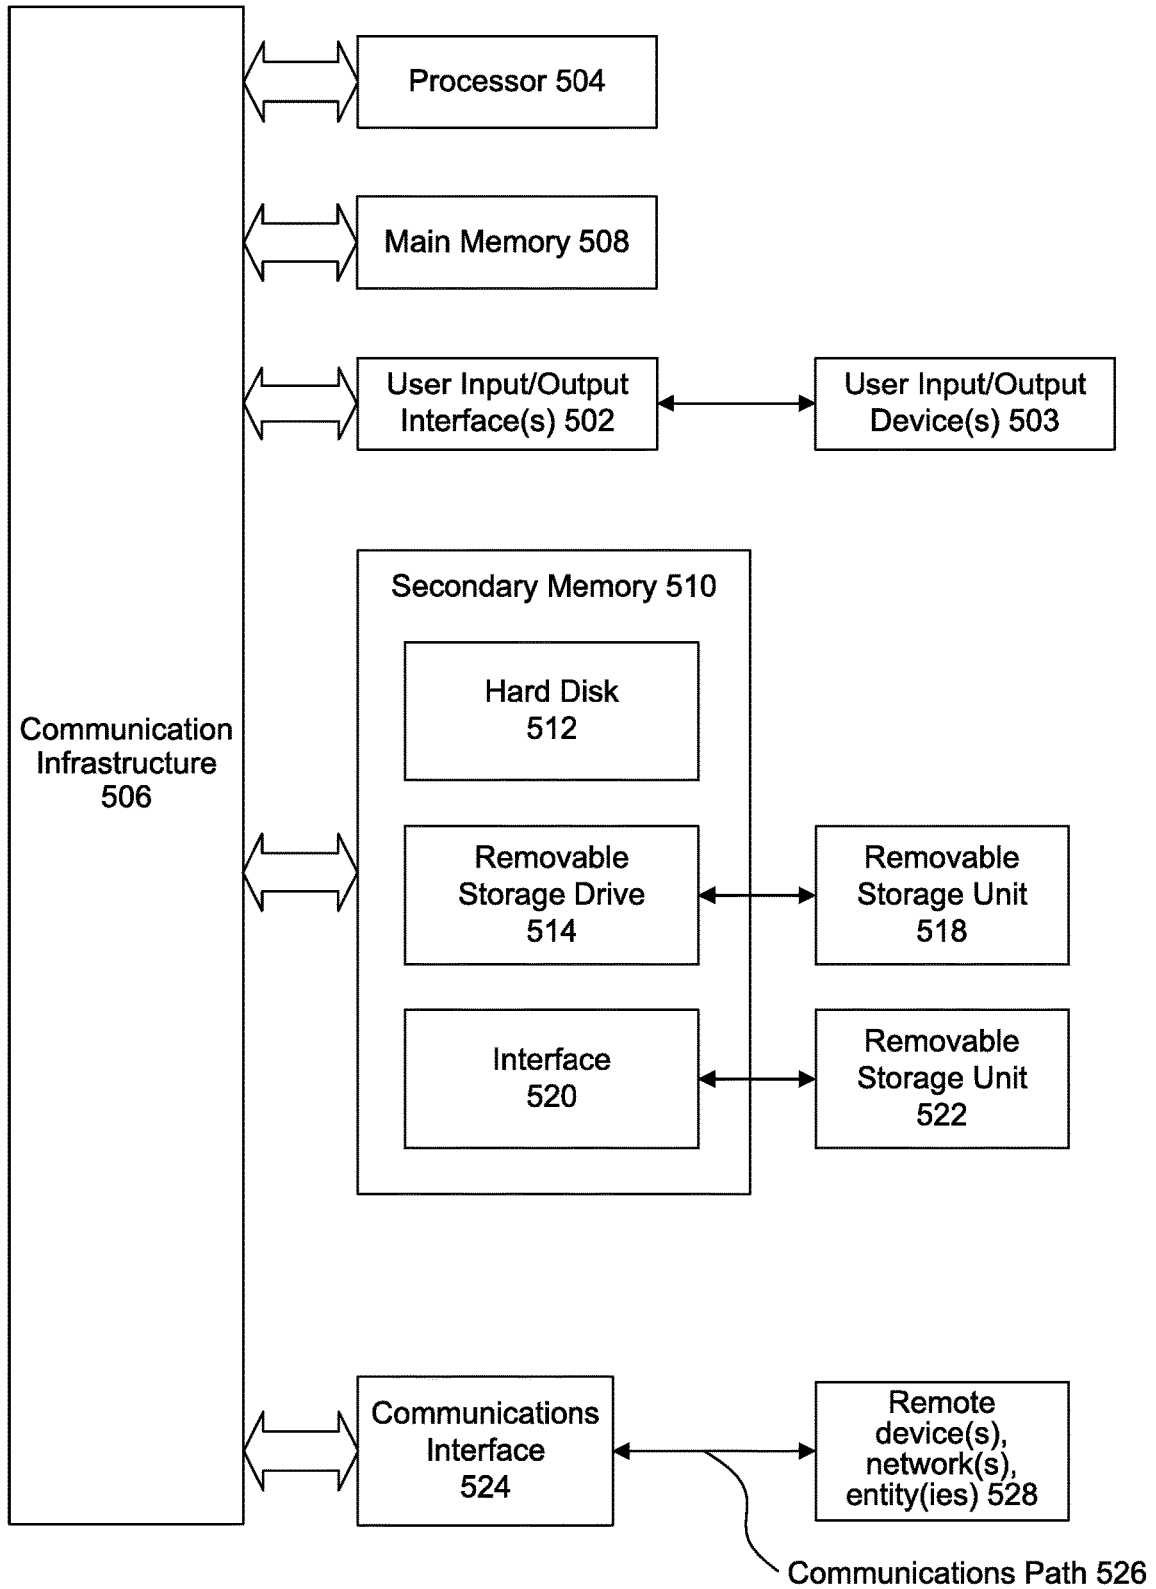 Processor 504
Main Memory 508
User Input/Output
Interface(s) 502
User Input/Output
Device(s) 503
Secondary Memory 510
Hard Disk
512
Communication
Infrastructure
506
Removable
Storage Drive
514
Removable
Storage Unit
518
Interface
520
Removable
Storage Unit
522
Communications
Interface
524
Remote
device(s),
network(s),
entity(ies) 528
Communications Path 526